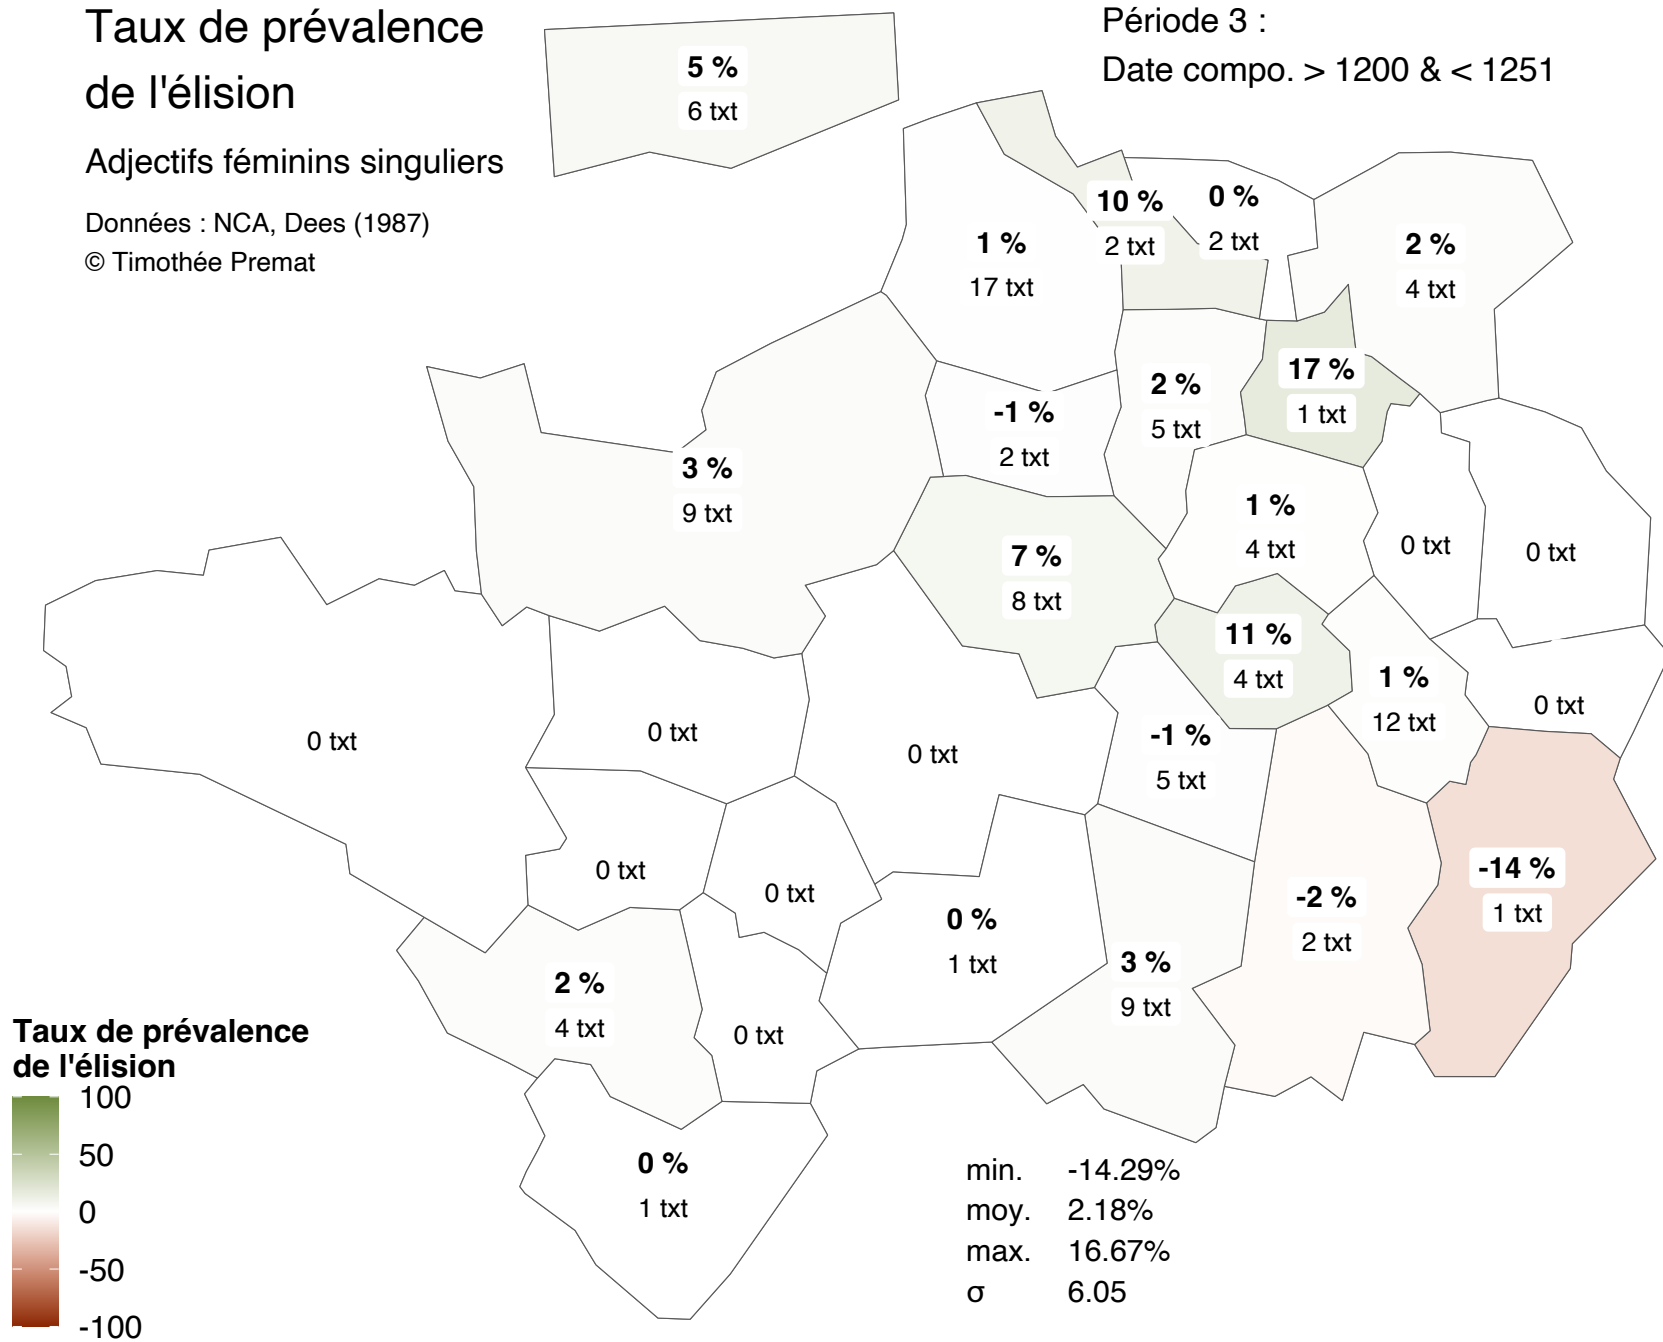 Taux de prévalence
de l'élision
Adjectifs féminins singuliers
Données : NCA, Dees (1987)
© Timothée Premat
Période 3 :
Date compo. > 1200 & < 1251
5 %
6 txt
10 %
2 txt
0 %
2 txt
1 %
17 txt
2 %
4 txt
17 %
1 txt
2 %
5 txt
-1 %
2 txt
3 %
9 txt
1 %
4 txt
0 txt
0 txt
7 %
8 txt
11 %
4 txt
1 %
12 txt
0 txt
0 txt
0 txt
0 txt
-1 %
5 txt
0 txt
0 txt
-14 %
1 txt
-2 %
2 txt
0 %
1 txt
3 %
9 txt
2 %
4 txt
0 txt
0 %
1 txt
Taux de prévalence
de l'élision
100
50
0
-50
-100
min. -14.29%
moy. 2.18%
max. 16.67%
σ 6.05